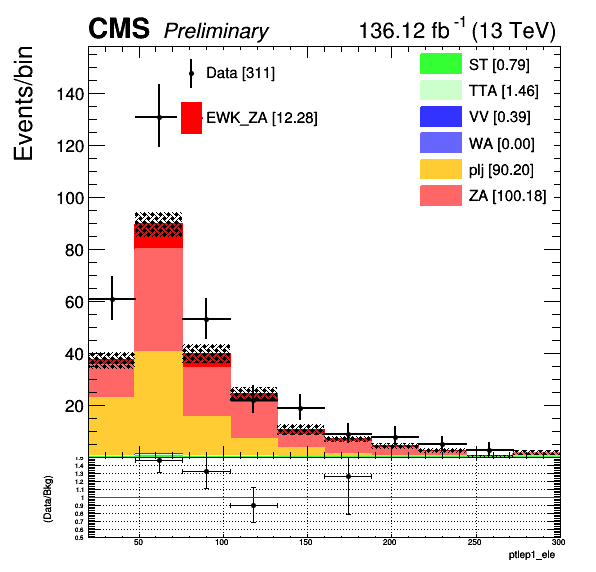 CMS Preliminary 136.12 fb⁻¹ (13 TeV)
Events/bin
Data [311]
EWK_ZA [12.28]
ST [0.79]
TTA [1.46]
VV [0.39]
WA [0.00]
plj [90.20]
ZA [100.18]
140
120
100
80
60
40
20
(Data/Bkg)
1.5
1.4
1.3
1.2
1.1
1
0.9
0.8
0.7
0.6
0.5
50 100 150 200 250 300
ptlep1_ele